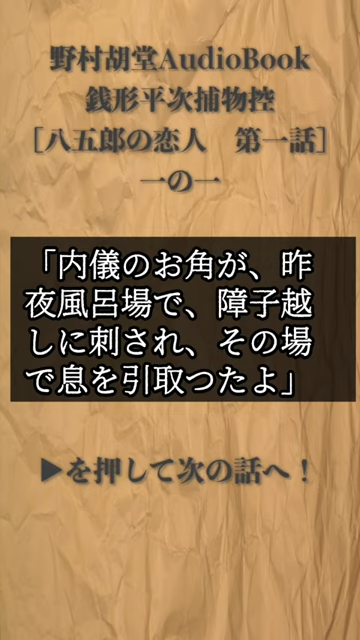 野村胡堂AudioBook
銭形平次捕物控
［八五郎の恋人　第一話］
一の一
「内儀のお角が、昨
夜風呂場で、障子越
しに刺され、その場
で息を引取つたよ」
▶を押して次の話へ！